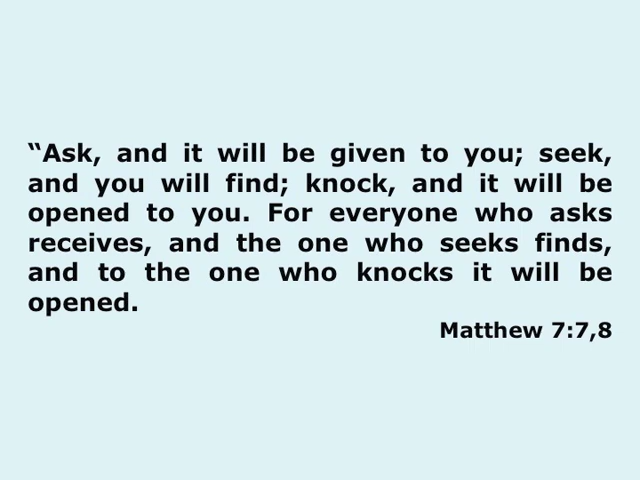 “Ask, and it will be given to you; seek,
and you will find; knock, and it will be
opened to you. For everyone who asks
receives, and the one who seeks finds,
and to the one who knocks it will be
opened.
Matthew 7:7,8